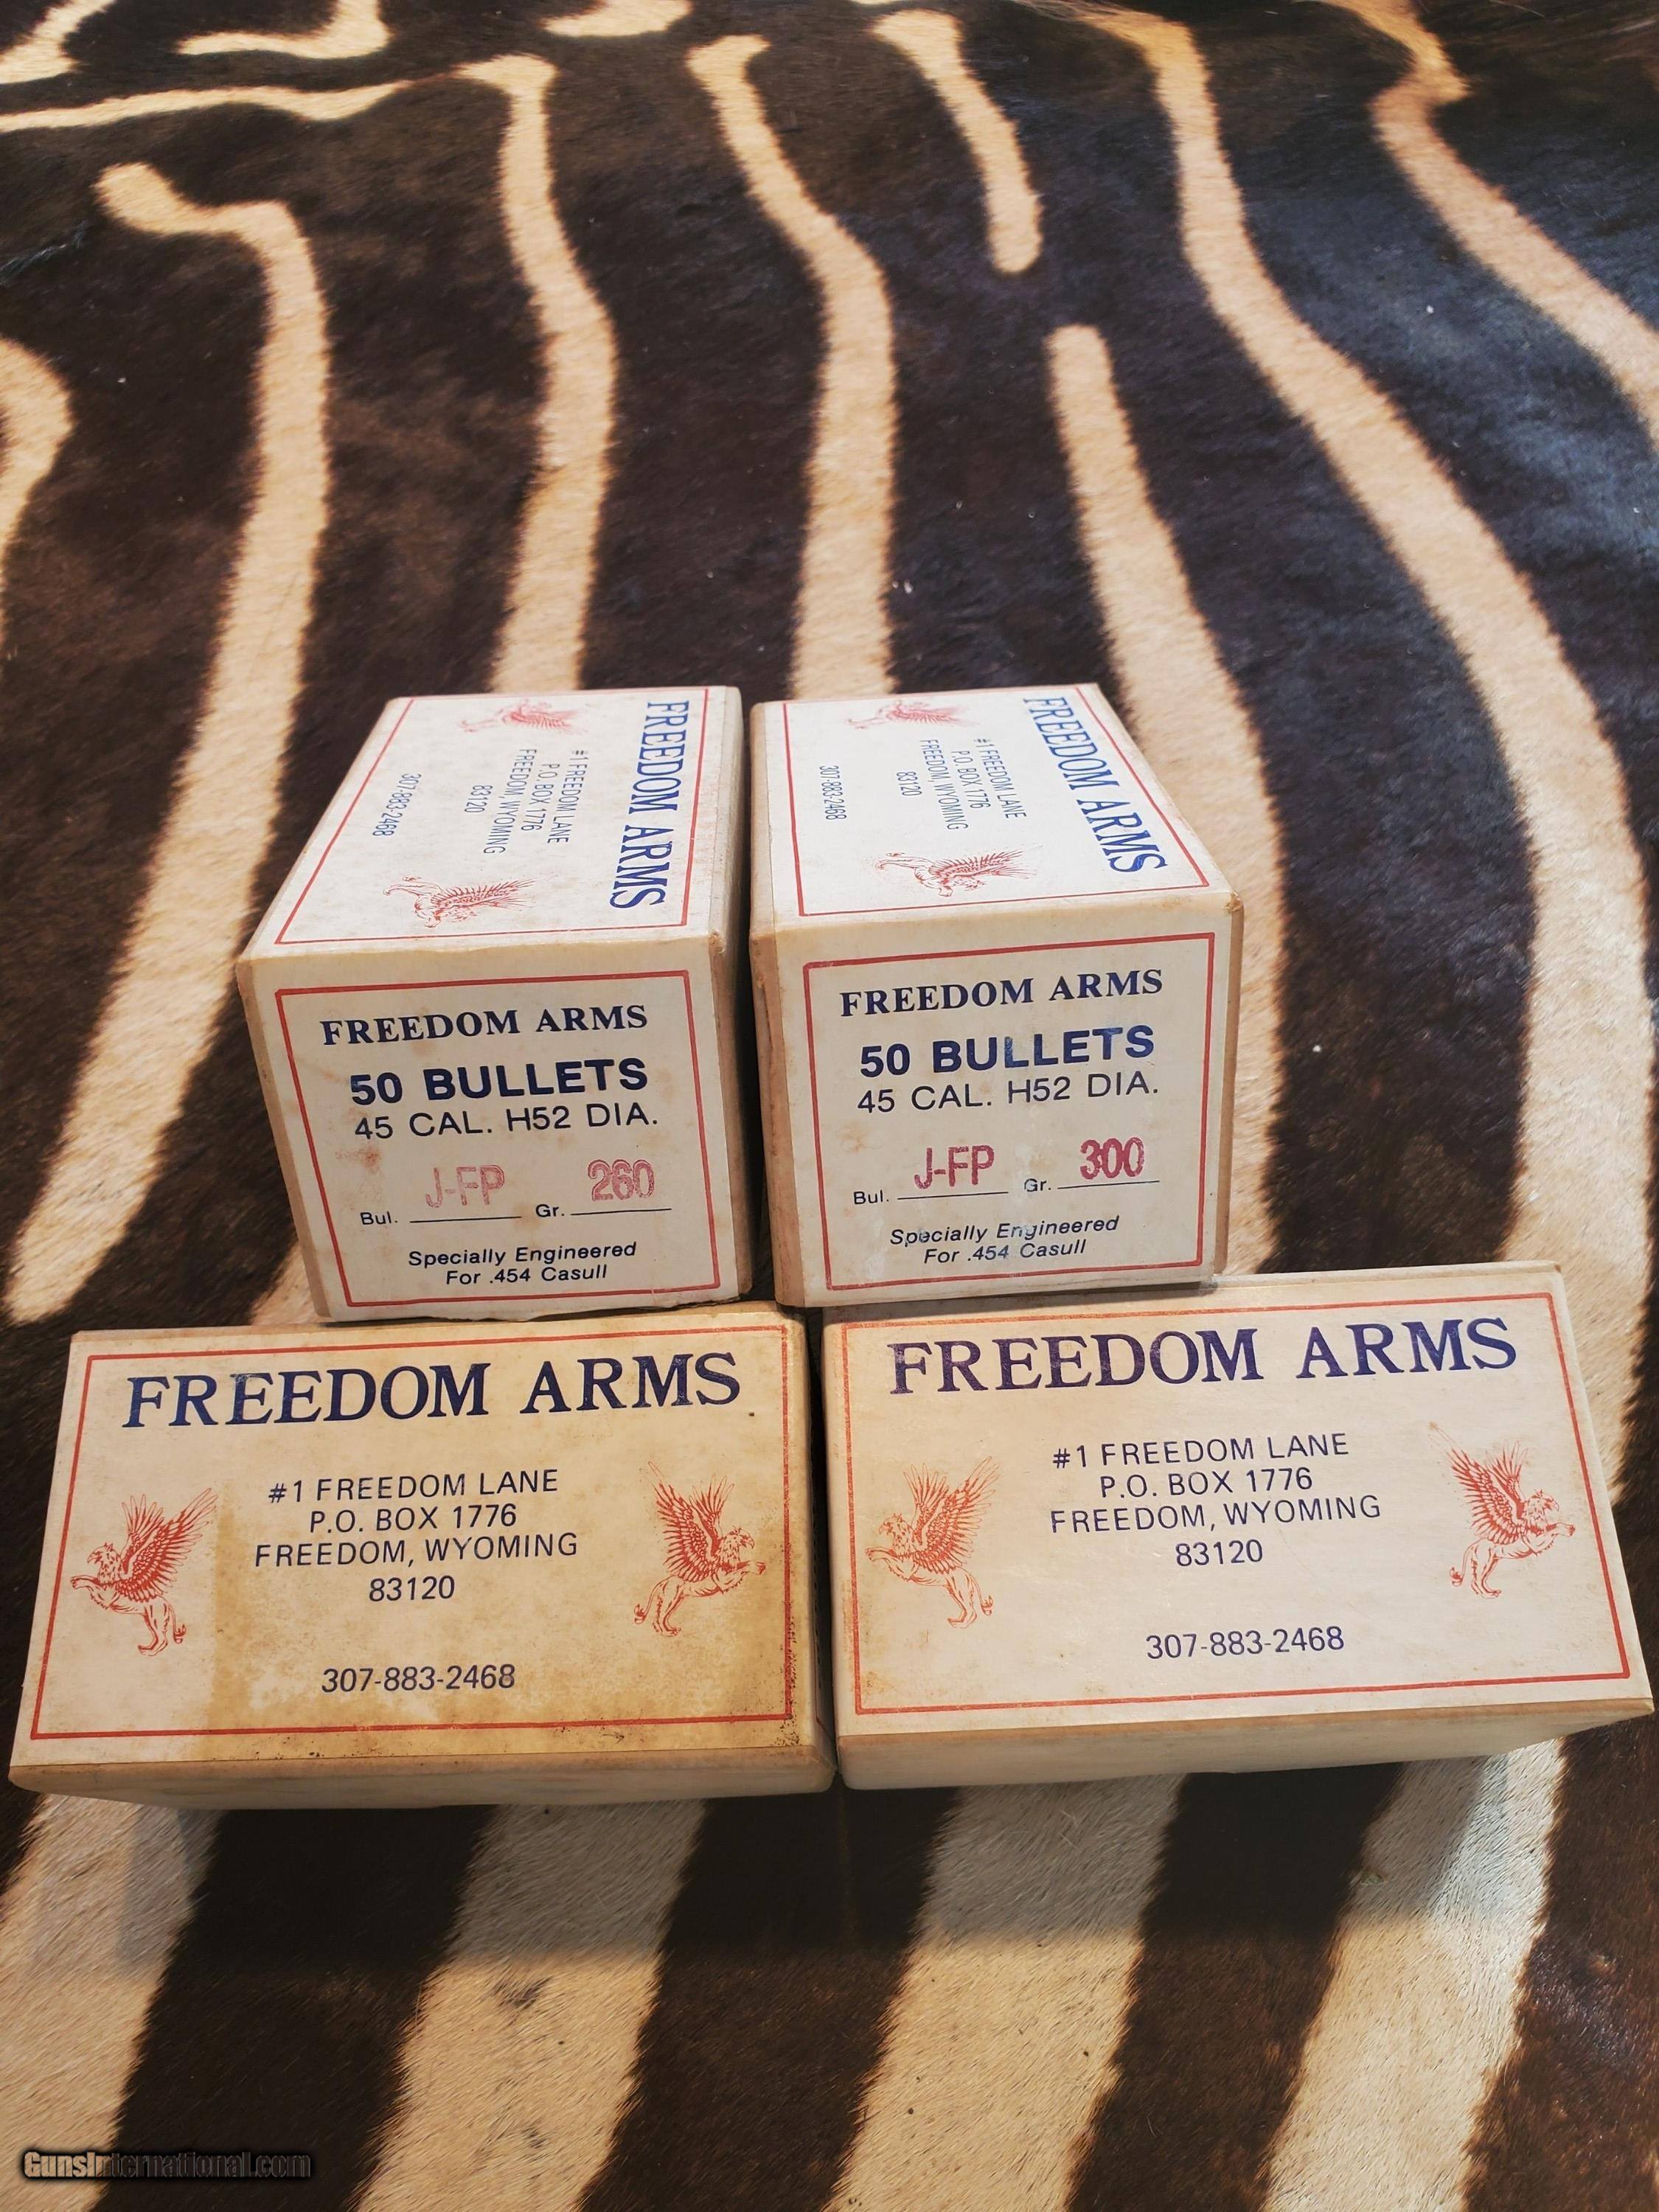 FREEDOM ARMS
#1 FREEDOM LANE
P.O. BOX 1776
FREEDOM, WYOMING
83120
307-883-2468
FREEDOM ARMS
#1 FREEDOM LANE
P.O. BOX 1776
FREEDOM, WYOMING
83120
307-883-2468
FREEDOM ARMS
50 BULLETS
45 CAL. H52 DIA.
Bul. J-FP Gr. 260
Specially Engineered
For .454 Casull
FREEDOM ARMS
50 BULLETS
45 CAL. H52 DIA.
Bul. J-FP Gr. 300
Specially Engineered
For .454 Casull
FREEDOM ARMS
#1 FREEDOM LANE
P.O. BOX 1776
FREEDOM, WYOMING
83120
307-883-2468
FREEDOM ARMS
#1 FREEDOM LANE
P.O. BOX 1776
FREEDOM, WYOMING
83120
307-883-2468
GunsInternational.com